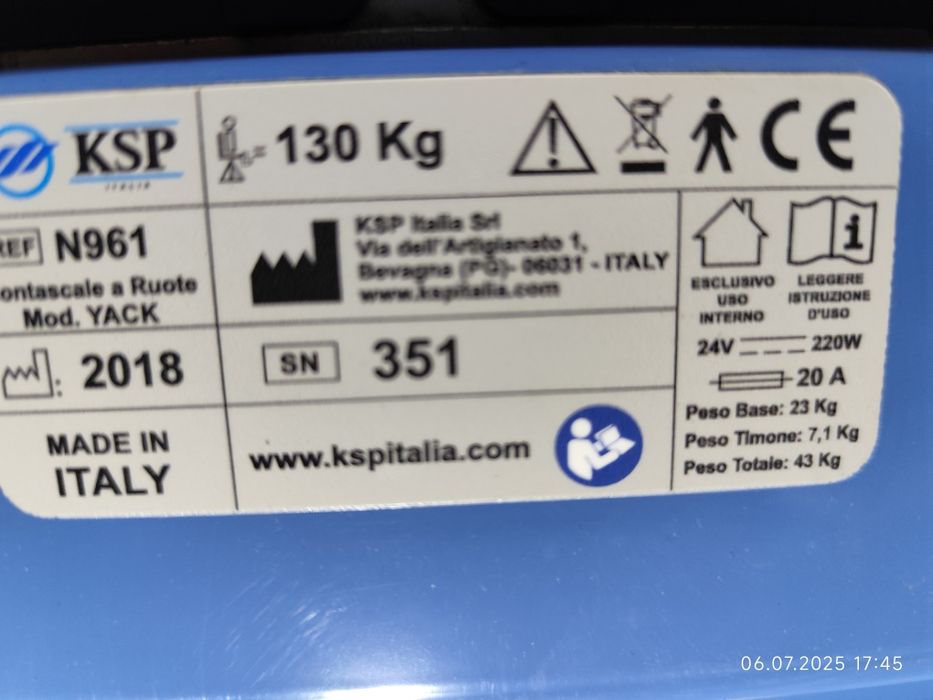 KSP
ITALIA
130 Kg
CE
REF N961
ontascale a Ruote
Mod. YACK
KSP Italia Srl
Via dell'Artigianato 1,
Bevagna (PG)- 06031 - ITALY
www.kspitalia.com
ESCLUSIVO
USO
INTERNO
LEGGERE
ISTRUZIONE
D'USO
2018
SN 351
24V 220W
20 A
Peso Base: 23 Kg
Peso Timone: 7,1 Kg
Peso Totale: 43 Kg
MADE IN
ITALY
www.kspitalia.com
06.07.2025 17:45